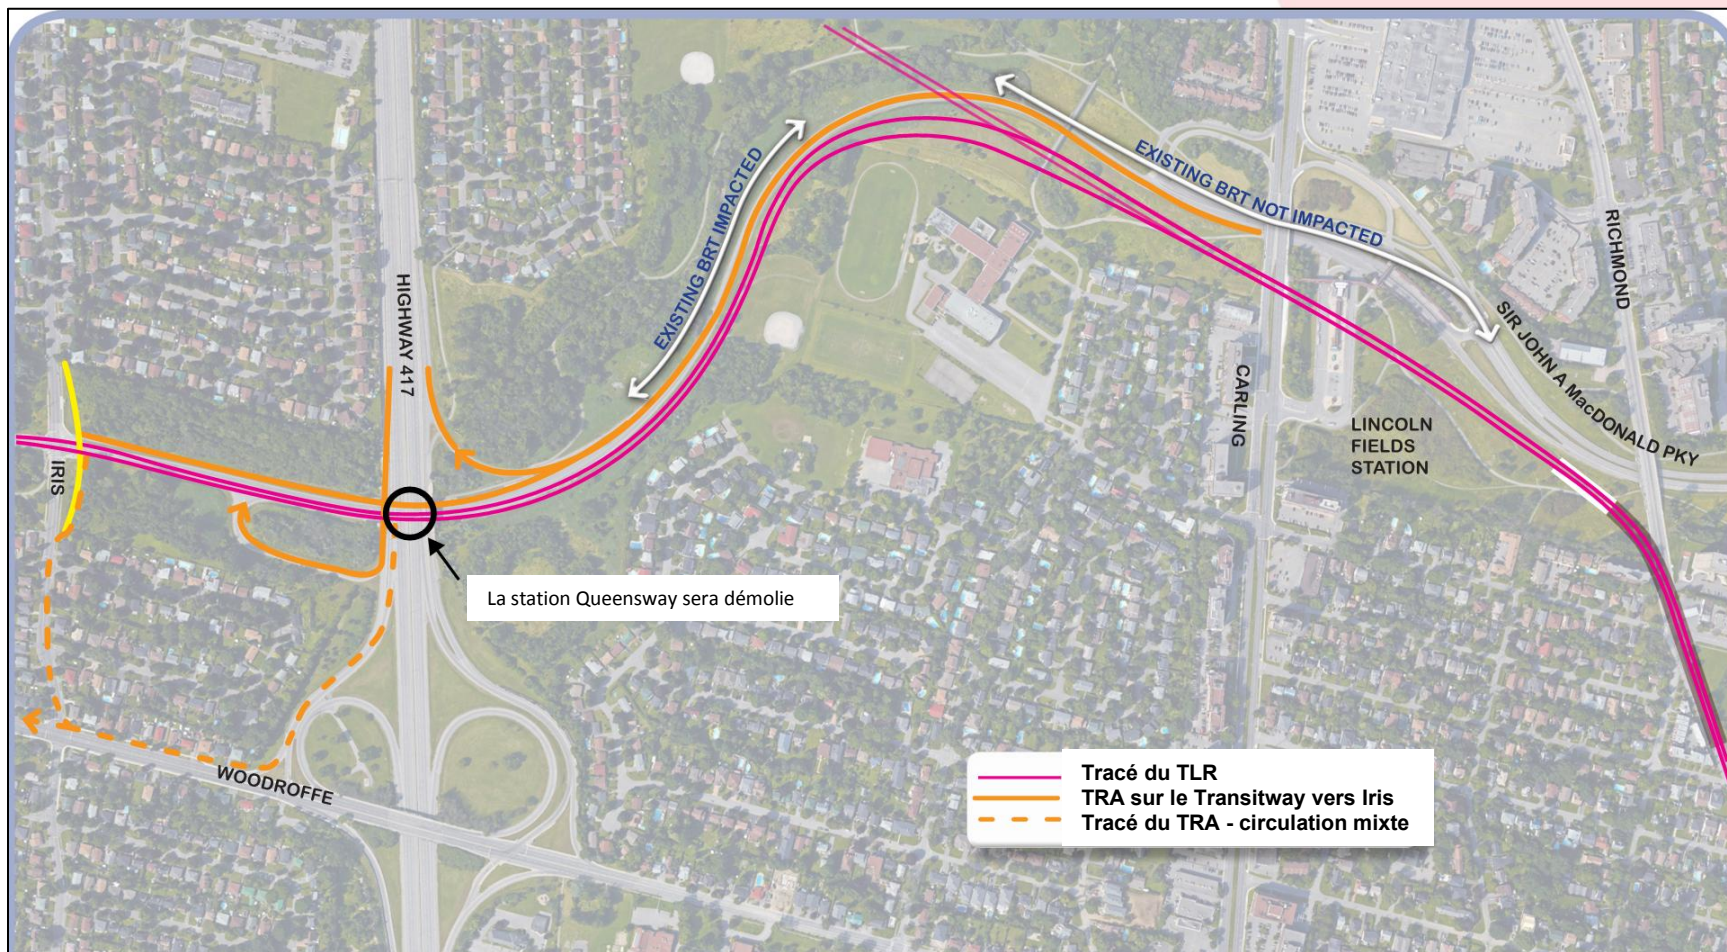 EXISTING BRT IMPACTED
EXISTING BRT NOT IMPACTED
HIGHWAY 417
RICHMOND
SIR JOHN A MacDONALD PKY
CARLING
LINCOLN
FIELDS
STATION
IRIS
La station Queensway sera démolie
WOODROFFE
Tracé du TLR
TRA sur le Transitway vers Iris
Tracé du TRA - circulation mixte